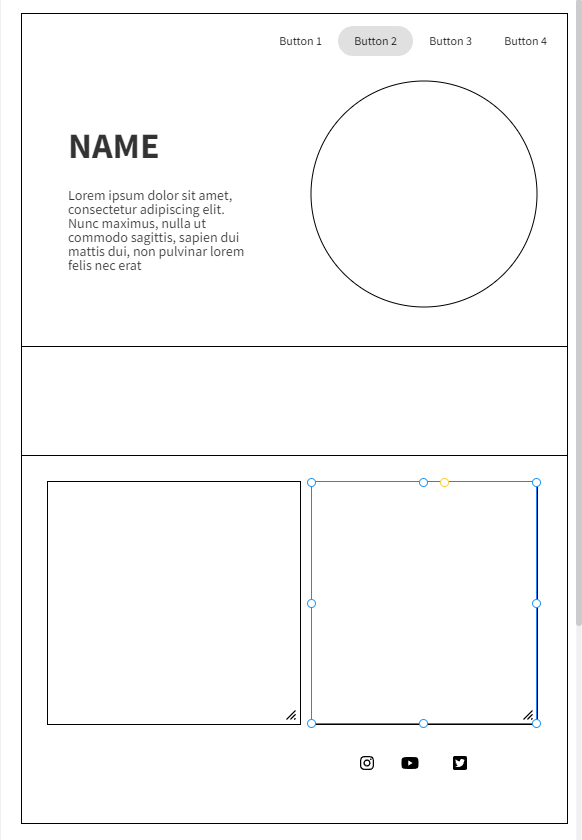 Button 1 Button 2 Button 3 Button 4
NAME
Lorem ipsum dolor sit amet,
consectetur adipiscing elit.
Nunc maximus, nulla ut
commodo sagittis, sapien dui
mattis dui, non pulvinar lorem
felis nec erat